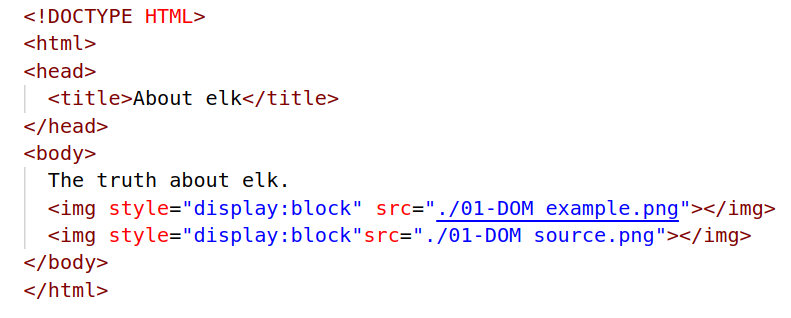 <!DOCTYPE HTML>
<html>
<head>
<title>About elk</title>
</head>
<body>
The truth about elk.
<img style="display:block" src="./01-DOM example.png"></img>
<img style="display:block"src="./01-DOM source.png"></img>
</body>
</html>